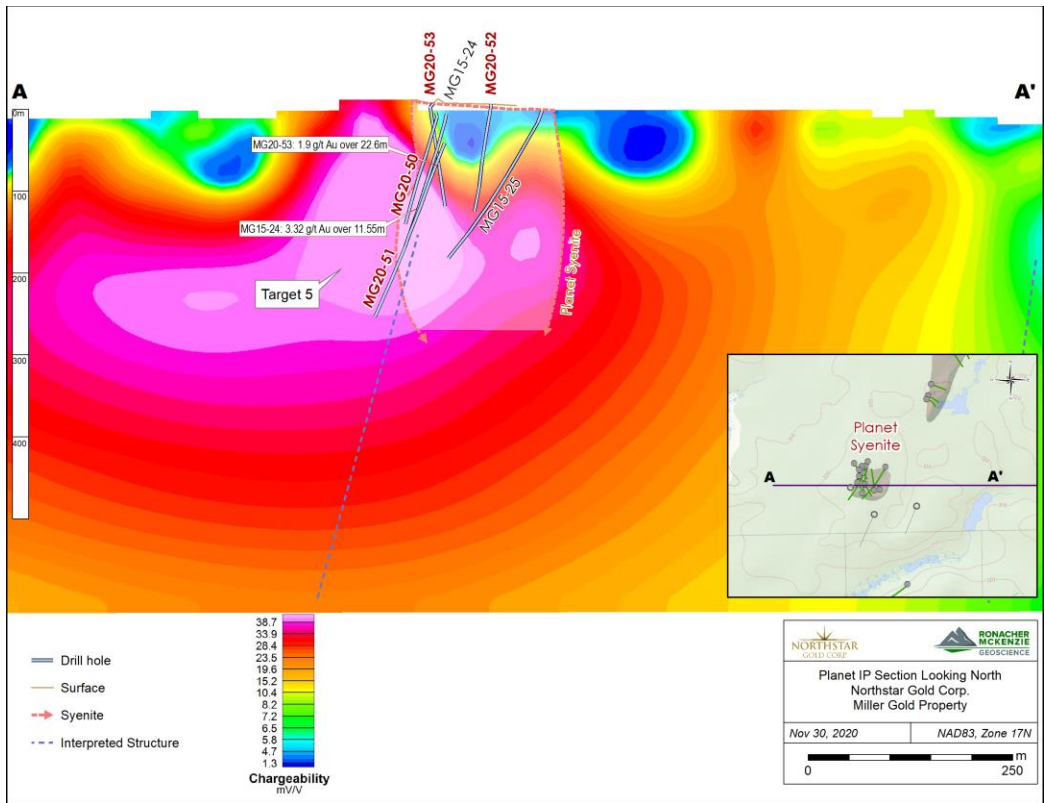 A
A'
MG20-53
MG15-24
MG20-52
0m
100
200
300
400
MG20-53: 1.9 g/t Au over 22.6m
MG20-50
MG15-24: 3.32 g/t Au over 11.55m
MG15-25
MG20-51
Target 5
Planet Syenite
Planet
Syenite
A
A'
Drill hole
Surface
Syenite
Interpreted Structure
38.7
33.9
28.4
23.5
19.6
15.2
10.4
8.2
7.2
6.5
5.8
4.7
1.3
Chargeability
mV/V
NORTHSTAR
GOLD CORP
RONACHER
MCKENZIE
GEOSCIENCE
Planet IP Section Looking North
Northstar Gold Corp.
Miller Gold Property
Nov 30, 2020
NAD83, Zone 17N
m
0 250